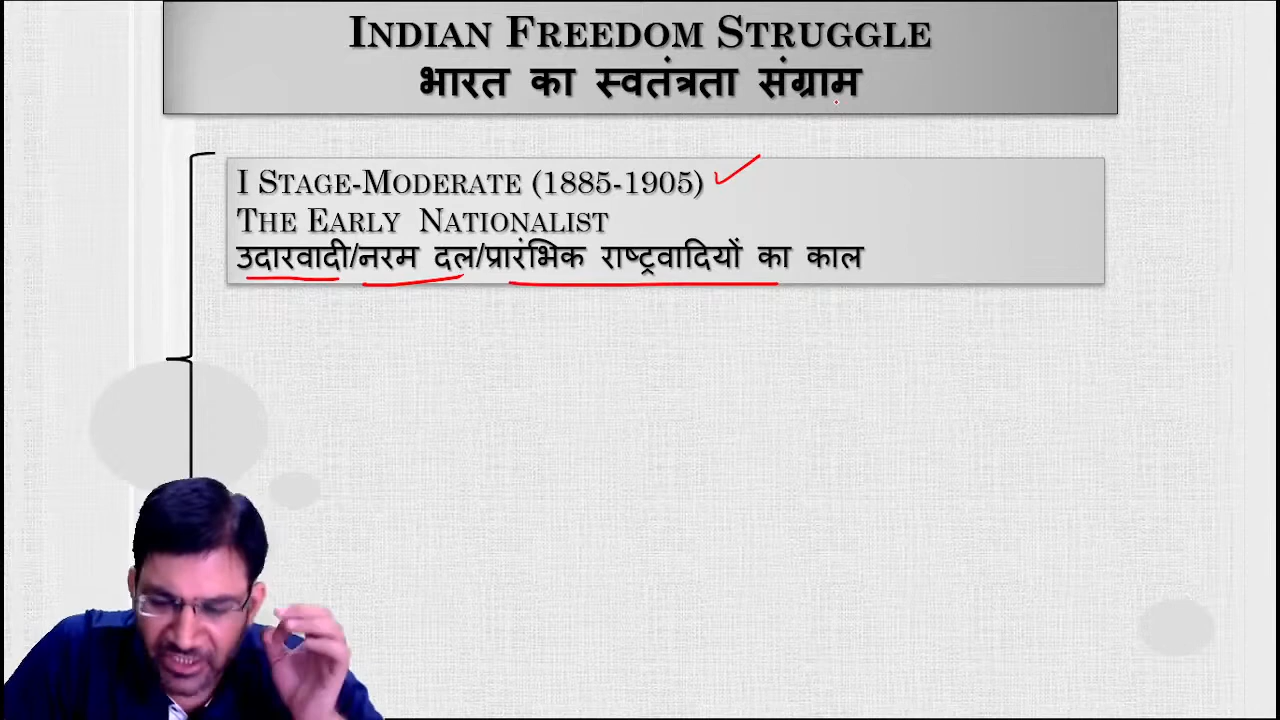 INDIAN FREEDOM STRUGGLE
भारत का स्वतंत्रता संग्राम
I STAGE-MODERATE (1885-1905)
THE EARLY NATIONALIST
उदारवादी/नरम दल/प्रारंभिक राष्ट्रवादियों का काल